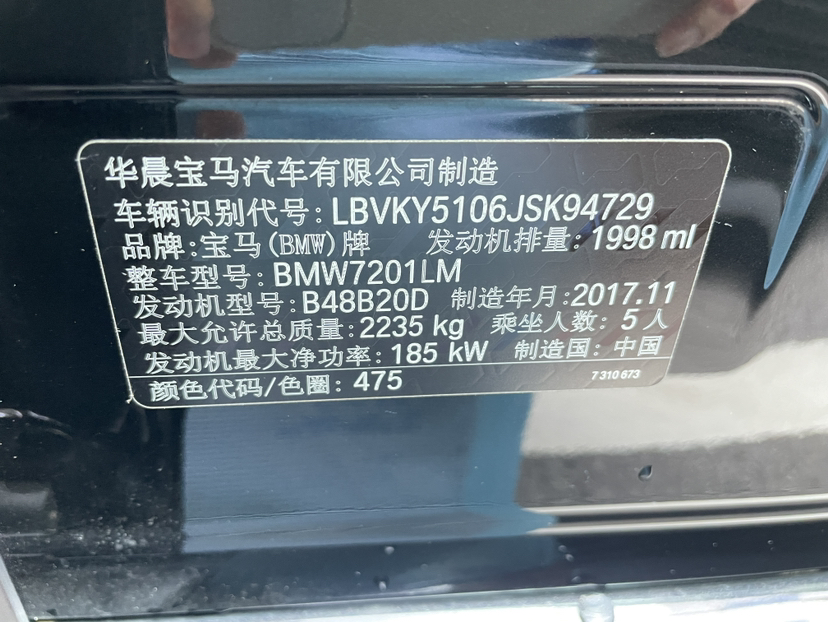 华晨宝马汽车有限公司制造
车辆识别代号: LBVKY5106JSK94729
品牌: 宝马(BMW)牌 发动机排量: 1998 ml
整车型号: BMW7201LM
发动机型号: B48B20D 制造年月: 2017.11
最大允许总质量: 2235 kg 乘坐人数: 5 人
发动机最大净功率: 185 kW 制造国: 中国
颜色代码/色圈: 475 7 310 673